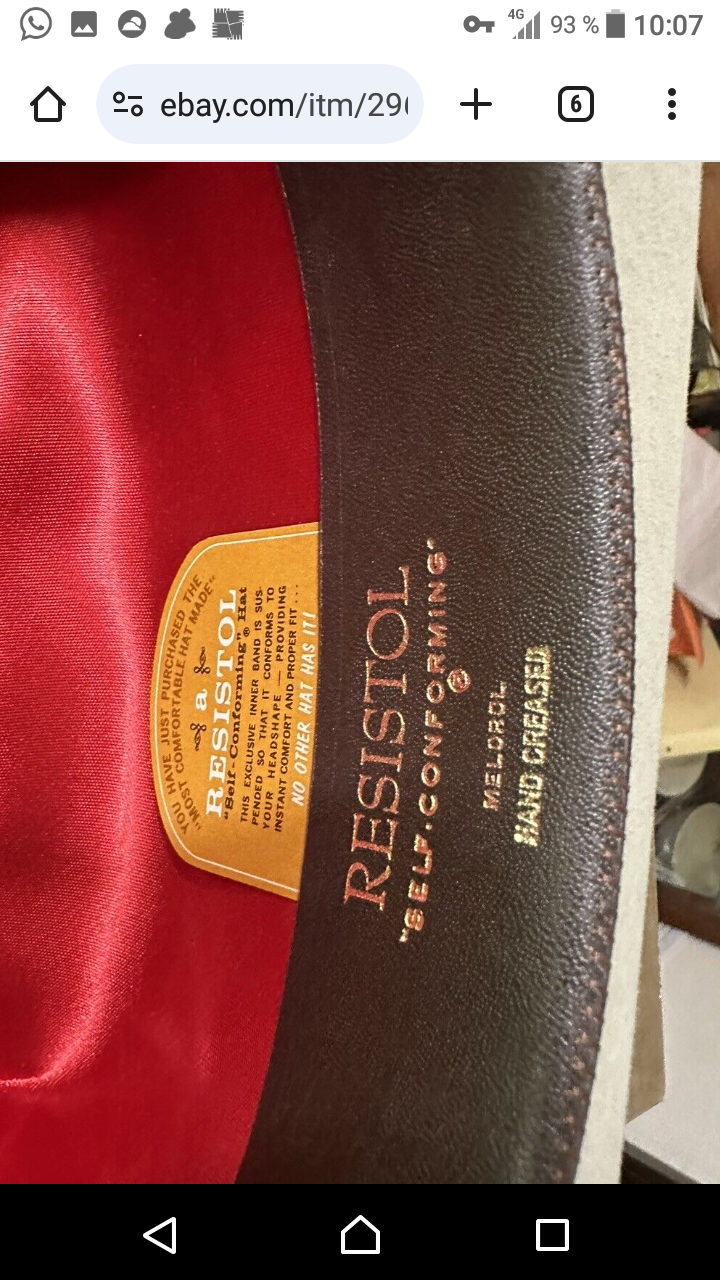 4G
93 %
10:07
ebay.com/itm/29
6
YOU HAVE JUST PURCHASED THE
"MOST COMFORTABLE HAT MADE"
a
RESISTOL
"Self-Conforming"® Hat
THIS EXCLUSIVE INNER BAND IS SUS-
PENDED SO THAT IT CONFORMS TO
YOUR HEADSHAPE — PROVIDING
INSTANT COMFORT AND PROPER FIT ...
NO OTHER HAT HAS IT!
RESISTOL
"SELF-CONFORMING"
®
MELOROL
HAND CREASED